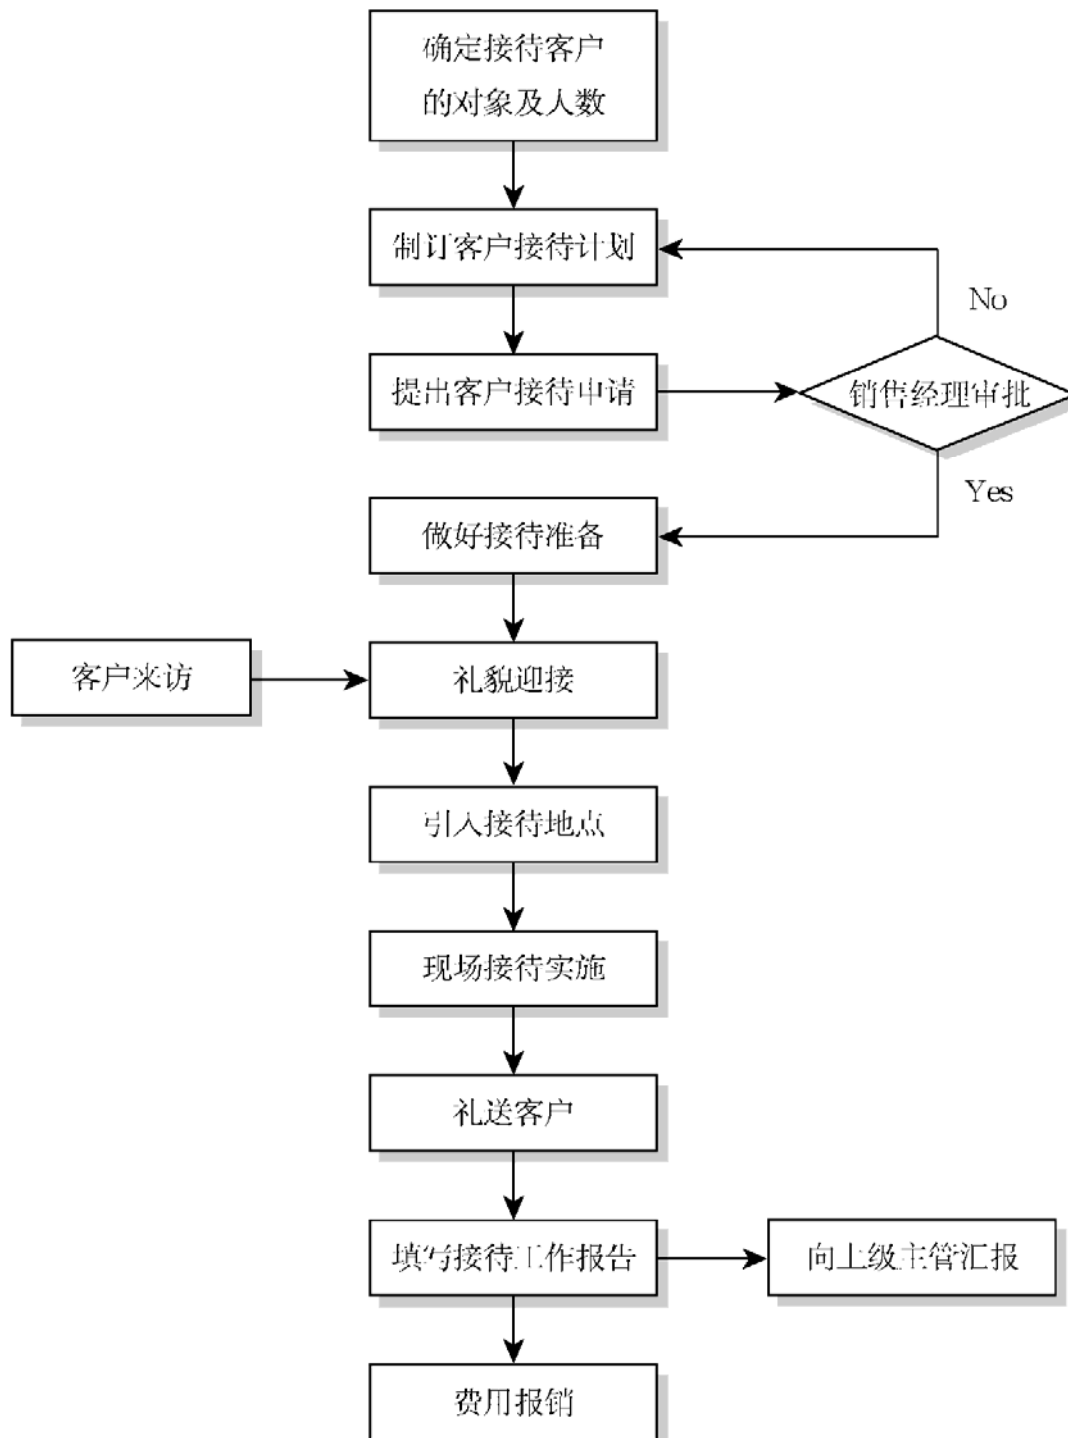 确定接待客户
的对象及人数
制订客户接待计划
No
提出客户接待申请
销售经理审批
Yes
做好接待准备
客户来访
礼貌迎接
引入接待地点
现场接待实施
礼送客户
填写接待工作报告
向上级主管汇报
费用报销